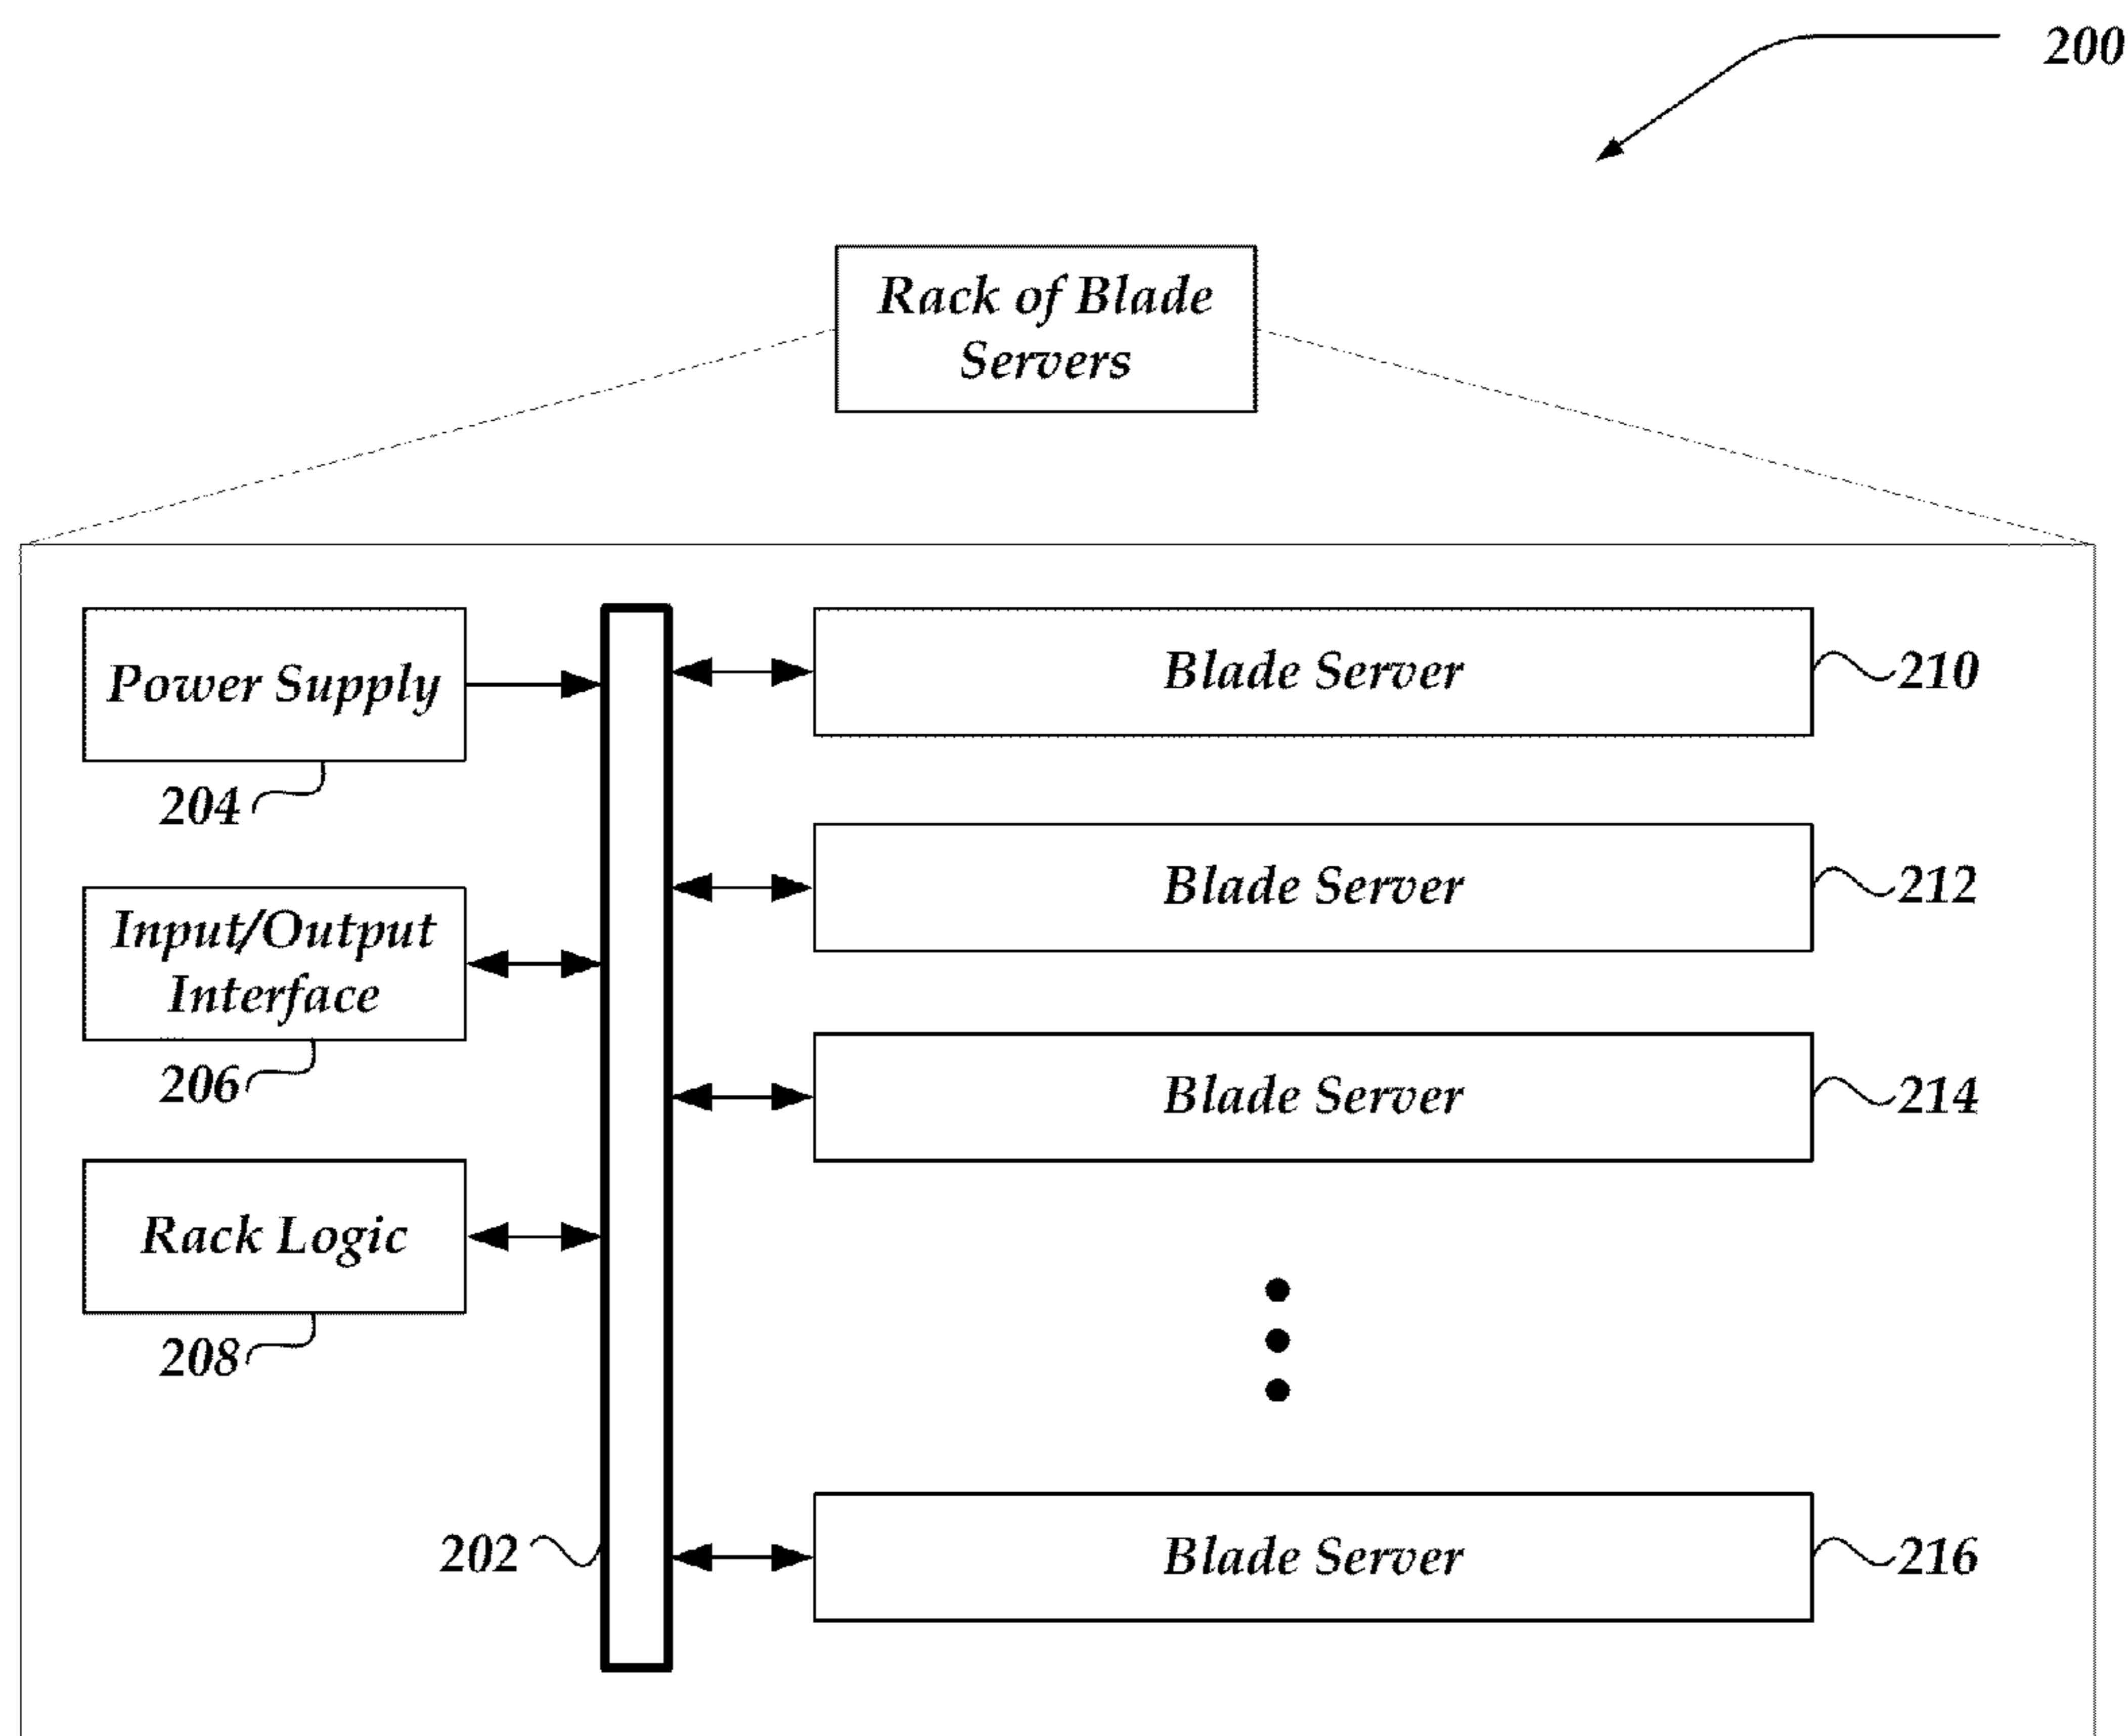 200
Rack of Blade
Servers
Power Supply
204
Input/Output
Interface
206
Rack Logic
208
202
Blade Server
210
Blade Server
212
Blade Server
214
Blade Server
216